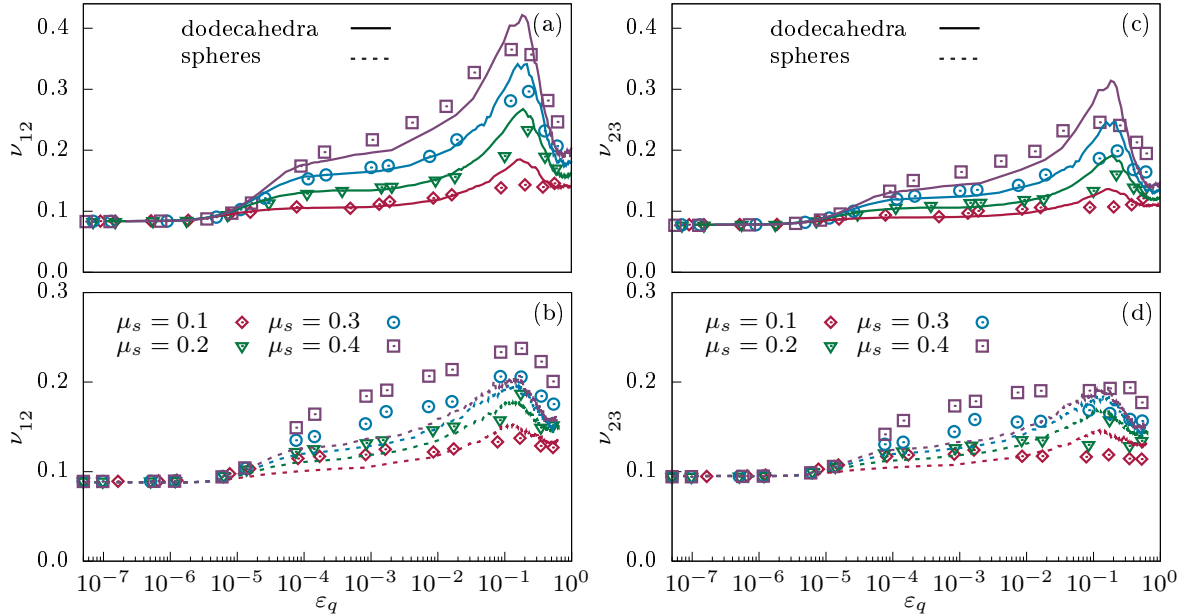 0.4 (a) (c)
dodecahedra dodecahedra
spheres spheres
0.3 0.3
ν12 ν23
0.2 0.2
0.1 0.1
0.0 0.0
0.4
0.3 (b) 0.3 (d)
μs = 0.1 μs = 0.3 μs = 0.1 μs = 0.3
μs = 0.2 μs = 0.4 μs = 0.2 μs = 0.4
0.2 0.2
ν12 ν23
0.1 0.1
0.0 0.0
10−7 10−6 10−5 10−4 10−3 10−2 10−1 100 10−7 10−6 10−5 10−4 10−3 10−2 10−1 100
εq εq